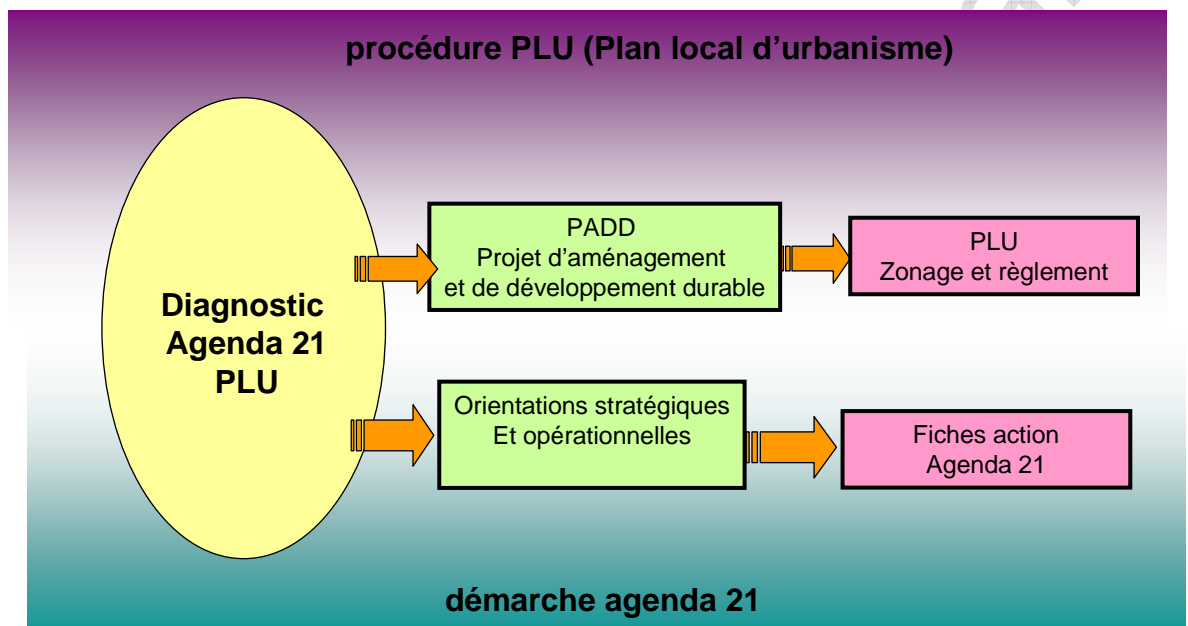 procédure PLU (Plan local d'urbanisme)
Diagnostic
Agenda 21
PLU
PADD
Projet d'aménagement
et de développement durable
PLU
Zonage et règlement
Orientations stratégiques
Et opérationnelles
Fiches action
Agenda 21
démarche agenda 21